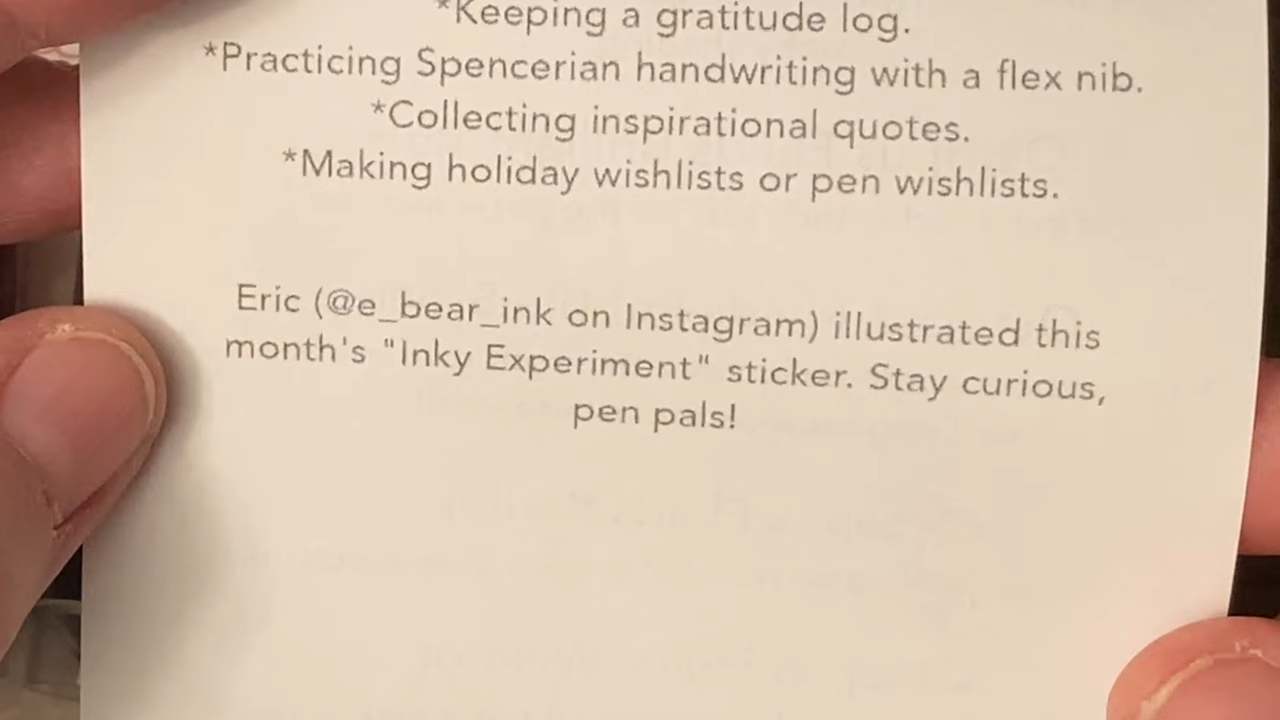 *Keeping a gratitude log.
*Practicing Spencerian handwriting with a flex nib.
*Collecting inspirational quotes.
*Making holiday wishlists or pen wishlists.
Eric (@e_bear_ink on Instagram) illustrated this
month's "Inky Experiment" sticker. Stay curious,
pen pals!